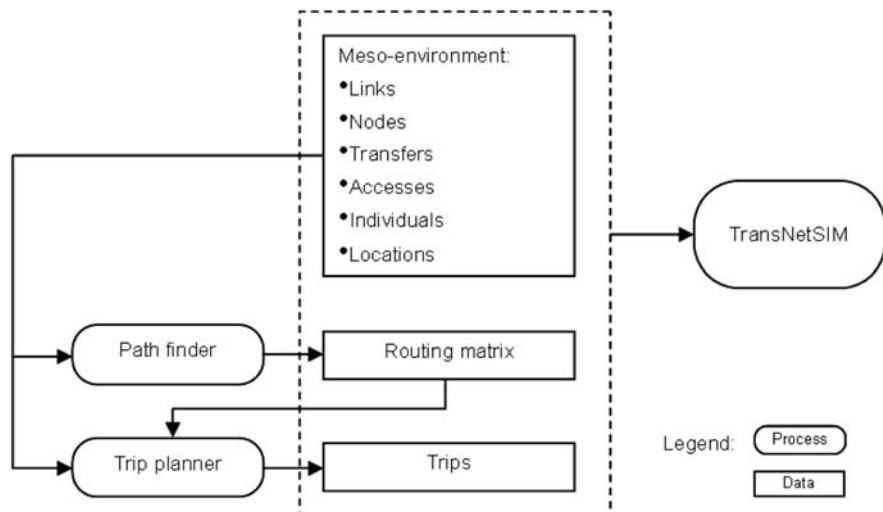 Meso-environment:
•Links
•Nodes
•Transfers
•Accesses
•Individuals
•Locations
TransNetSIM
Path finder
Routing matrix
Trip planner
Trips
Legend:
Process
Data